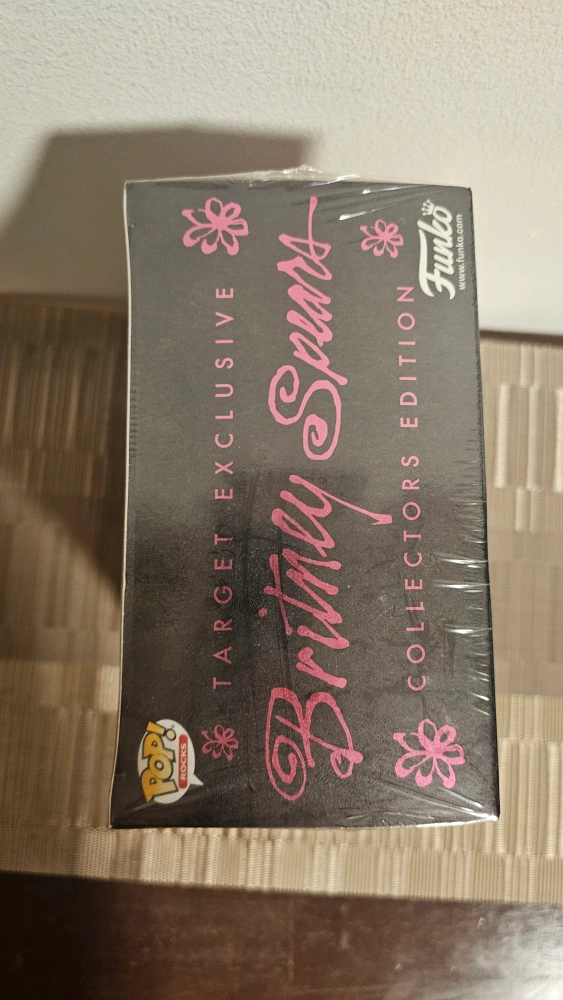 POP!
ROCKS
TARGET EXCLUSIVE
Britney Spears
COLLECTORS EDITION
Funko
www.funko.com